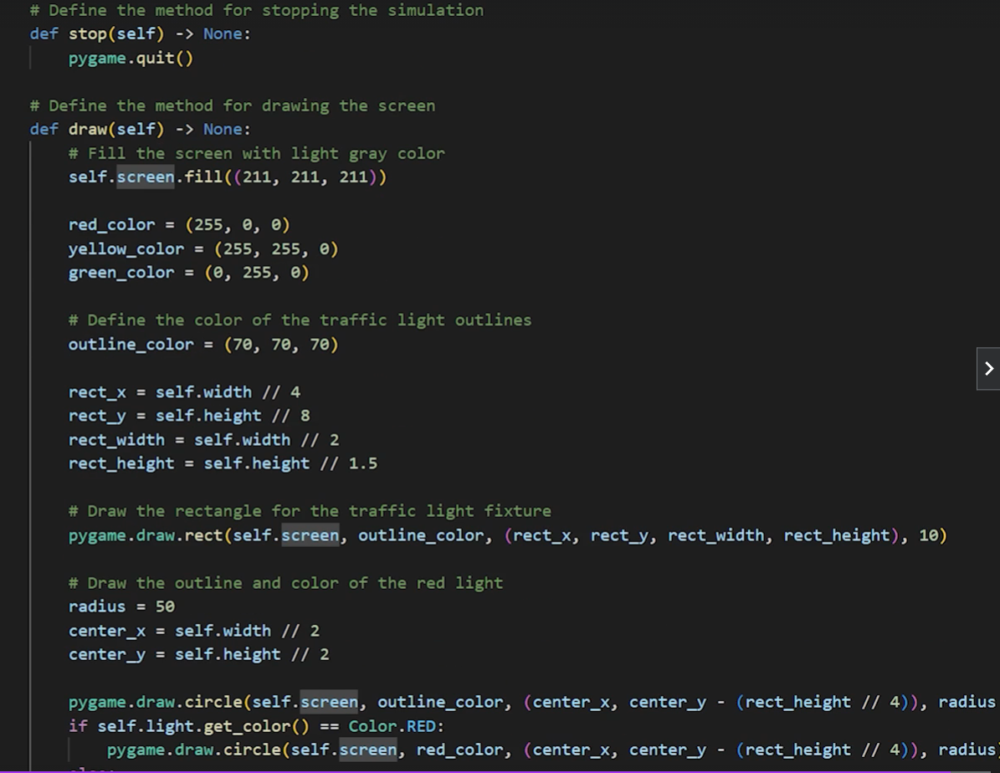 # Define the method for stopping the simulation
def stop(self) -> None:
    pygame.quit()
# Define the method for drawing the screen
def draw(self) -> None:
    # Fill the screen with light gray color
    self.screen.fill((211, 211, 211))
    red_color = (255, 0, 0)
    yellow_color = (255, 255, 0)
    green_color = (0, 255, 0)
    # Define the color of the traffic light outlines
    outline_color = (70, 70, 70)
    rect_x = self.width // 4
    rect_y = self.height // 8
    rect_width = self.width // 2
    rect_height = self.height // 1.5
    # Draw the rectangle for the traffic light fixture
    pygame.draw.rect(self.screen, outline_color, (rect_x, rect_y, rect_width, rect_height), 10)
    # Draw the outline and color of the red light
    radius = 50
    center_x = self.width // 2
    center_y = self.height // 2
    pygame.draw.circle(self.screen, outline_color, (center_x, center_y - (rect_height // 4)), radius
    if self.light.get_color() == Color.RED:
        pygame.draw.circle(self.screen, red_color, (center_x, center_y - (rect_height // 4)), radius